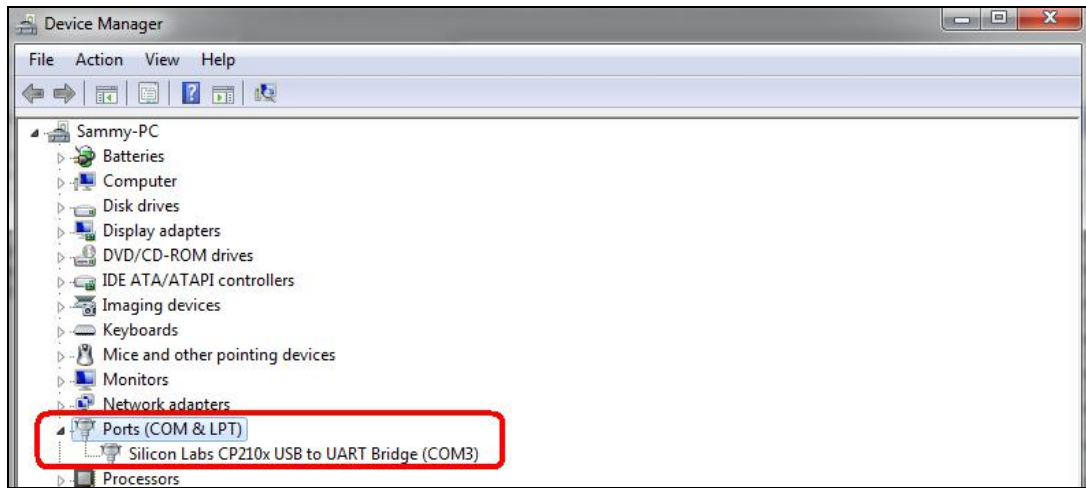 Device Manager
File Action View Help
Sammy-PC
Batteries
Computer
Disk drives
Display adapters
DVD/CD-ROM drives
IDE ATA/ATAPI controllers
Imaging devices
Keyboards
Mice and other pointing devices
Monitors
Network adapters
Ports (COM & LPT)
Silicon Labs CP210x USB to UART Bridge (COM3)
Processors